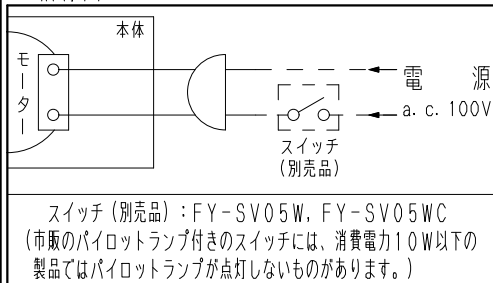 本体
モーター
電 源
a.c.100V
スイッチ
(別売品)
スイッチ(別売品):FY-SV05W, FY-SV05WC
(市販のパイロットランプ付きのスイッチには、消費電力10W以下の
製品ではパイロットランプが点灯しないものがあります。)